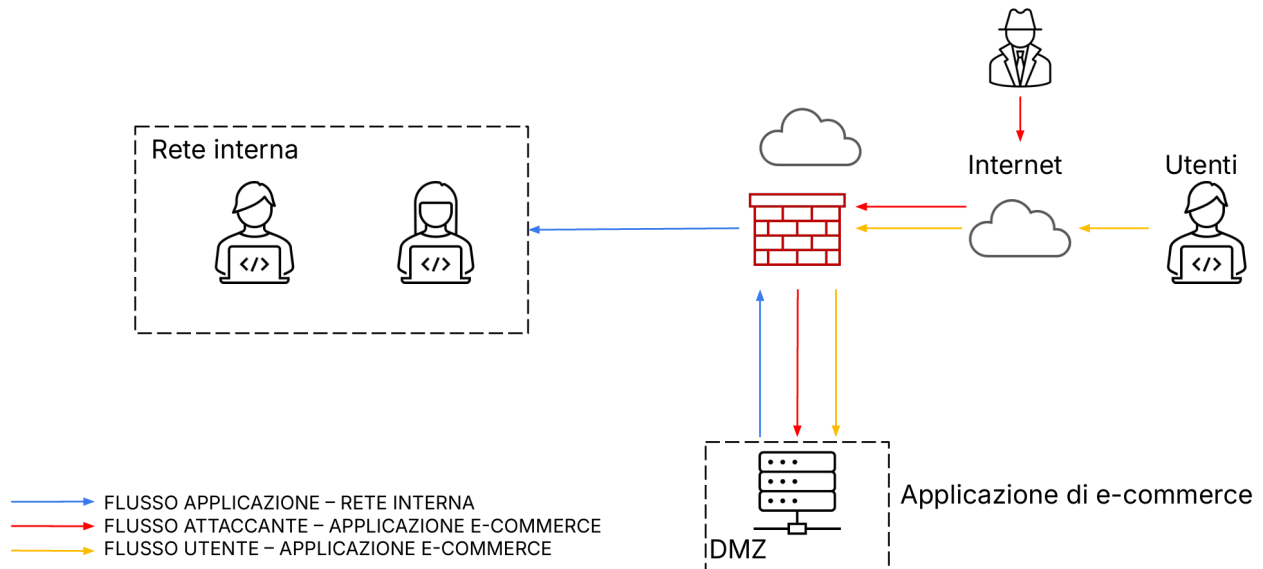 Rete interna
Internet
Utenti
</>
</>
</>
Applicazione di e-commerce
DMZ
FLUSSO APPLICAZIONE – RETE INTERNA
FLUSSO ATTACCANTE – APPLICAZIONE E-COMMERCE
FLUSSO UTENTE – APPLICAZIONE E-COMMERCE